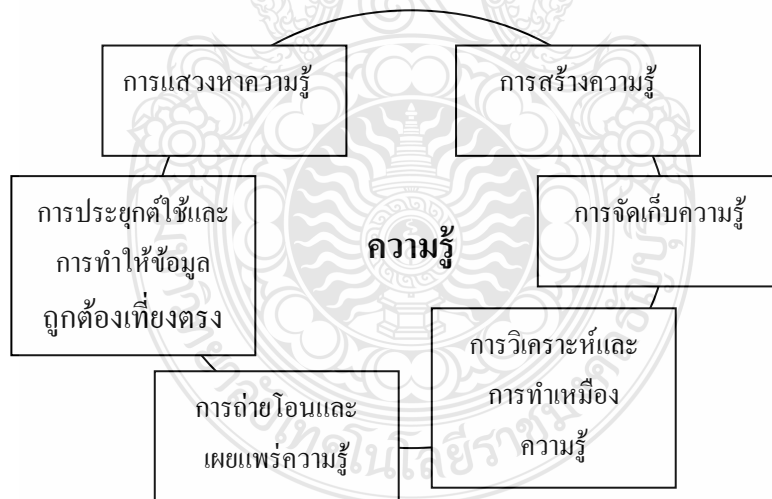 การแสวงหาความรู้
การสร้างความรู้
การประยุกต์ใช้และ
การทำให้ข้อมูล
ถูกต้องเที่ยงตรง
การจัดเก็บความรู้
ความรู้
การวิเคราะห์และ
การทำเหมือง
ความรู้
การถ่ายโอนและ
เผยแพร่ความรู้